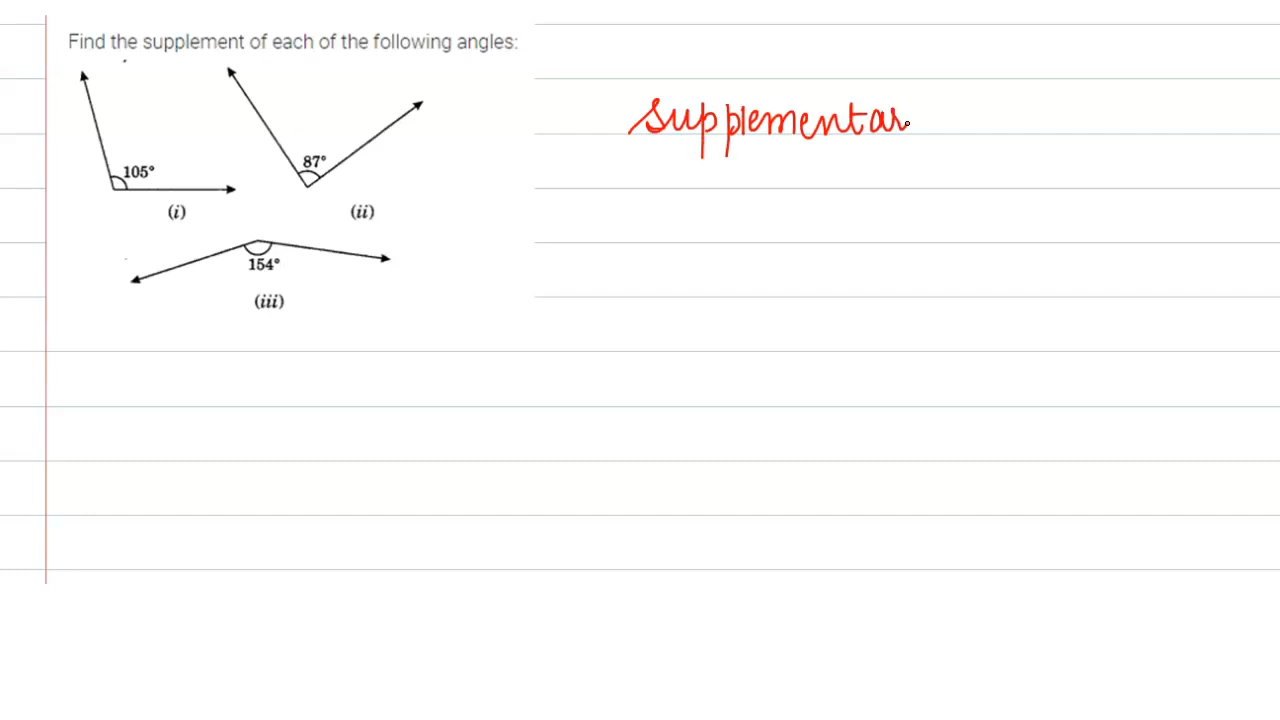 Find the supplement of each of the following angles:
105°
87°
(i)
(ii)
154°
(iii)
supplementar